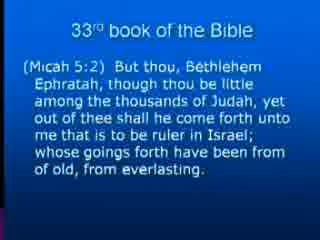 33rd book of the Bible
(Micah 5:2) But thou, Bethlehem
Ephratah, though thou be little
among the thousands of Judah, yet
out of thee shall he come forth unto
me that is to be ruler in Israel;
whose goings forth have been from
of old, from everlasting.